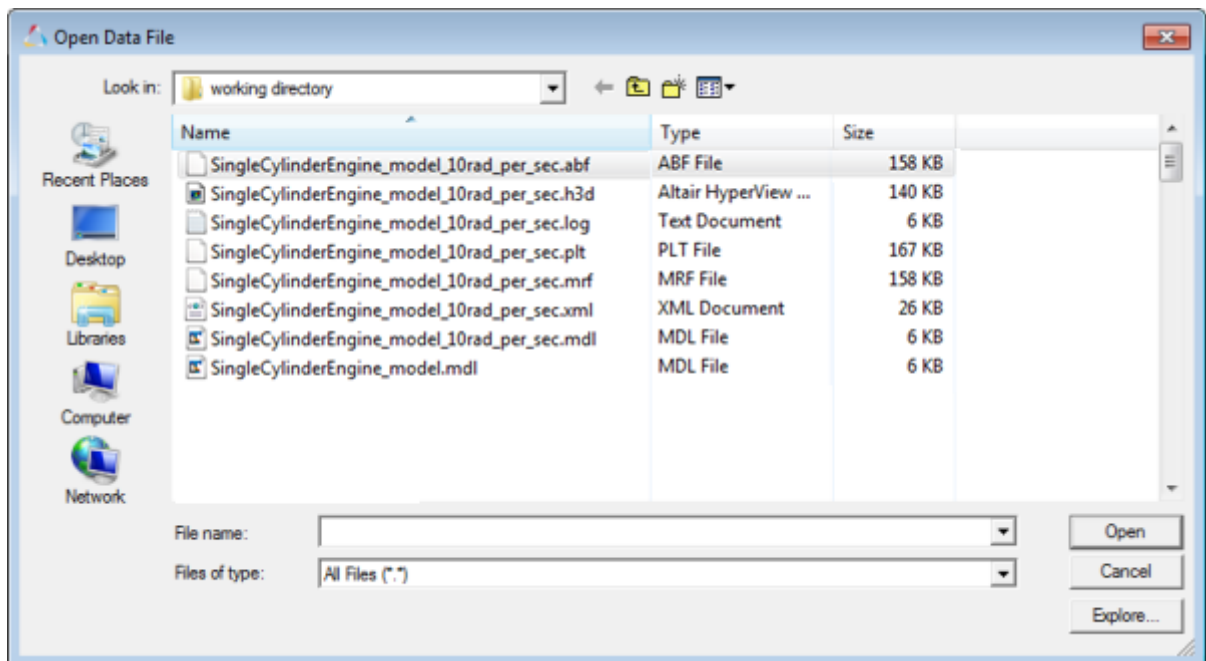 Open Data File
Look in: working directory
Name Type Size
SingleCylinderEngine_model_10rad_per_sec.abf ABF File 158 KB
SingleCylinderEngine_model_10rad_per_sec.h3d Altair HyperView ... 140 KB
SingleCylinderEngine_model_10rad_per_sec.log Text Document 6 KB
SingleCylinderEngine_model_10rad_per_sec.plt PLT File 167 KB
SingleCylinderEngine_model_10rad_per_sec.mrf MRF File 158 KB
SingleCylinderEngine_model_10rad_per_sec.xml XML Document 26 KB
SingleCylinderEngine_model_10rad_per_sec.mdl MDL File 6 KB
SingleCylinderEngine_model.mdl MDL File 6 KB
Recent Places
Desktop
Libraries
Computer
Network
File name: Open
Files of type: All Files (*.*) Cancel
Explore...